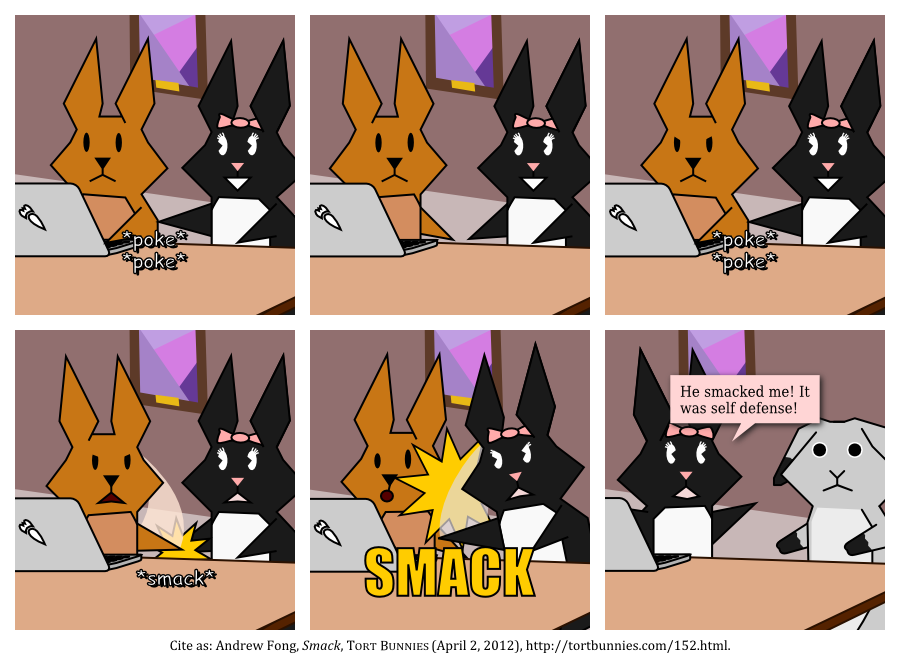 *poke*
*poke*
*poke*
*poke*
*smack*
SMACK
He smacked me! It
was self defense!
Cite as: Andrew Fong, Smack, TORT BUNNIES (April 2, 2012), http://tortbunnies.com/152.html.